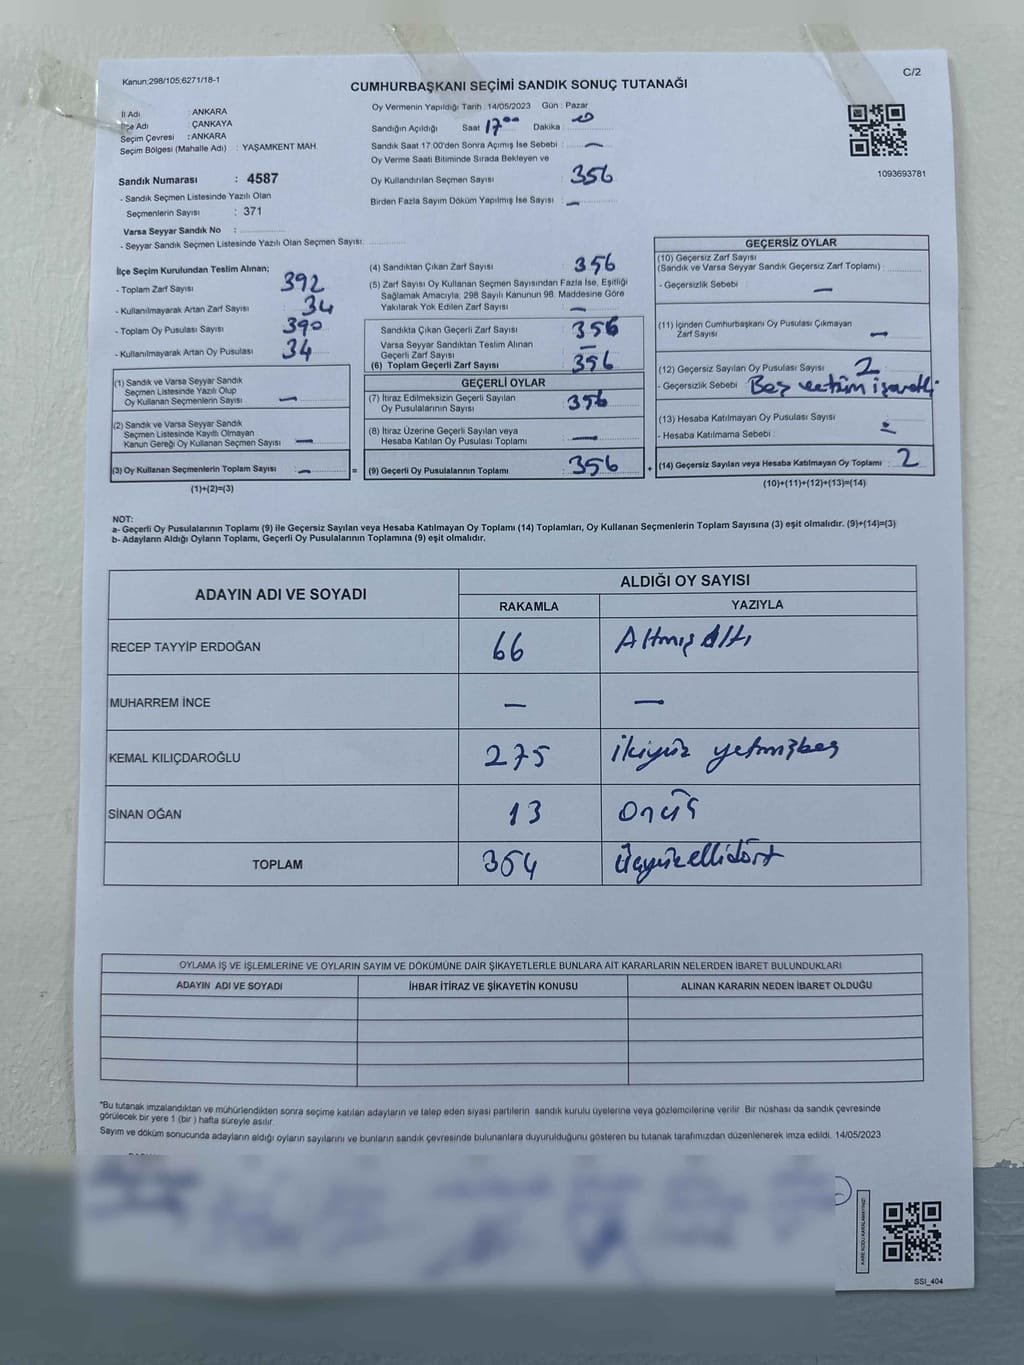 Kanun:298/105;6271/18-1
C/2
CUMHURBAŞKANI SEÇİMİ SANDIK SONUÇ TUTANAĞI
İl Adı : ANKARA
İlçe Adı : ÇANKAYA
Seçim Çevresi : ANKARA
Seçim Bölgesi (Mahalle Adı) : YAŞAMKENT MAH.
Sandık Numarası : 4587
- Sandık Seçmen Listesinde Yazılı Olan
Seçmenlerin Sayısı : 371
Varsa Seyyar Sandık No :
- Seyyar Sandık Seçmen Listesinde Yazılı Olan Seçmen Sayısı:
Oy Vermenin Yapıldığı Tarih :14/05/2023 Gün : Pazar
Sandığın Açıldığı Saat 17⁰⁰ Dakika :
Sandık Saat 17:00'den Sonra Açımış İse Sebebi : —
Oy Verme Saati Bitiminde Sırada Bekleyen ve
Oy Kullandırılan Seçmen Sayısı : 356
Birden Fazla Sayım Döküm Yapılmış İse Sayısı : —
1093693781
İlçe Seçim Kurulundan Teslim Alınan;
- Toplam Zarf Sayısı 392
- Kullanılmayarak Artan Zarf Sayısı : 34
- Toplam Oy Pusulası Sayısı 390
- Kullanılmayarak Artan Oy Pusulası 34
(1) Sandık ve Varsa Seyyar Sandık
Seçmen Listesinde Yazılı Olup
Oy Kullanan Seçmenlerin Sayısı : —
(2) Sandık ve Varsa Seyyar Sandık
Seçmen Listesinde Kayıtlı Olmayan
Kanun Gereği Oy Kullanan Seçmen Sayısı : —
(3) Oy Kullanan Seçmenlerin Toplam Sayısı : —
(1)+(2)=(3)
=
(4) Sandıktan Çıkan Zarf Sayısı : 356
(5) Zarf Sayısı Oy Kullanan Seçmen Sayısından Fazla İse, Eşitliği
Sağlamak Amacıyla; 298 Sayılı Kanunun 98. Maddesine Göre
Yakılarak Yok Edilen Zarf Sayısı : —
Sandıkta Çıkan Geçerli Zarf Sayısı : 356
Varsa Seyyar Sandıktan Teslim Alınan
Geçerli Zarf Sayısı : —
(6) Toplam Geçerli Zarf Sayısı : 356
GEÇERLİ OYLAR
(7) İtiraz Edilmeksizin Geçerli Sayılan
Oy Pusulasının Sayısı : 356
(8) İtiraz Üzerine Geçerli Sayılan veya
Hesaba Katılan Oy Pusulası Toplamı : —
(9) Geçerli Oy Pusulalarının Toplamı : 356
+
GEÇERSİZ OYLAR
(10) Geçersiz Zarf Sayısı
(Sandık ve Varsa Seyyar Sandık Geçersiz Zarf Toplamı) :
- Geçersizlik Sebebi : —
(11) İçinden Cumhurbaşkanı Oy Pusulası Çıkmayan
Zarf Sayısı : —
(12) Geçersiz Sayılan Oy Pusulası Sayısı : 2
- Geçersizlik Sebebi : Boş ve tüm işaretli
(13) Hesaba Katılmayan Oy Pusulası Sayısı : —
- Hesaba Katılmama Sebebi :
(14) Geçersiz Sayılan veya Hesaba Katılmayan Oy Toplamı : 2
(10)+(11)+(12)+(13)=(14)
NOT:
a- Geçerli Oy Pusulalarının Toplamı (9) ile Geçersiz Sayılan veya Hesaba Katılmayan Oy Toplamı (14) Toplamları, Oy Kullanan Seçmenlerin Toplam Sayısına (3) eşit olmalıdır. (9)+(14)=(3)
b- Adayların Aldığı Oyların Toplamı, Geçerli Oy Pusulalarının Toplamına (9) eşit olmalıdır.
ADAYIN ADI VE SOYADI ALDIĞI OY SAYISI
RAKAMLA YAZIYLA
RECEP TAYYİP ERDOĞAN 66 Altmış Altı
MUHARREM İNCE — —
KEMAL KILIÇDAROĞLU 275 İkiyüz yetmişbeş
SİNAN OĞAN 13 Onüç
TOPLAM 354 Üçyüzellidört
OYLAMA İŞ VE İŞLEMLERİNE VE OYLARIN SAYIM VE DÖKÜMÜNE DAİR ŞİKAYETLERLE BUNLARA AİT KARARLARIN NELERDEN İBARET BULUNDUKLARI
ADAYIN ADI VE SOYADI İHBAR İTİRAZ VE ŞİKAYETİN KONUSU ALINAN KARARIN NEDEN İBARET OLDUĞU
*Bu tutanak imzalandıktan ve mühürlendikten sonra seçime katılan adayların ve talep eden siyasi partilerin sandık kurulu üyelerine veya gözlemcilerine verilir. Bir nüshası da sandık çevresinde
görülecek bir yere 1 (bir ) hafta süreyle asılır.
Sayım ve döküm sonucunda adayların aldığı oyların sayılarını ve bunların sandık çevresinde bulunanlara duyurulduğunu gösteren bu tutanak tarafımızdan düzenlenerek imza edildi. 14/05/2023
KARE KODU KARALAMAYINIZ!
SSI_404